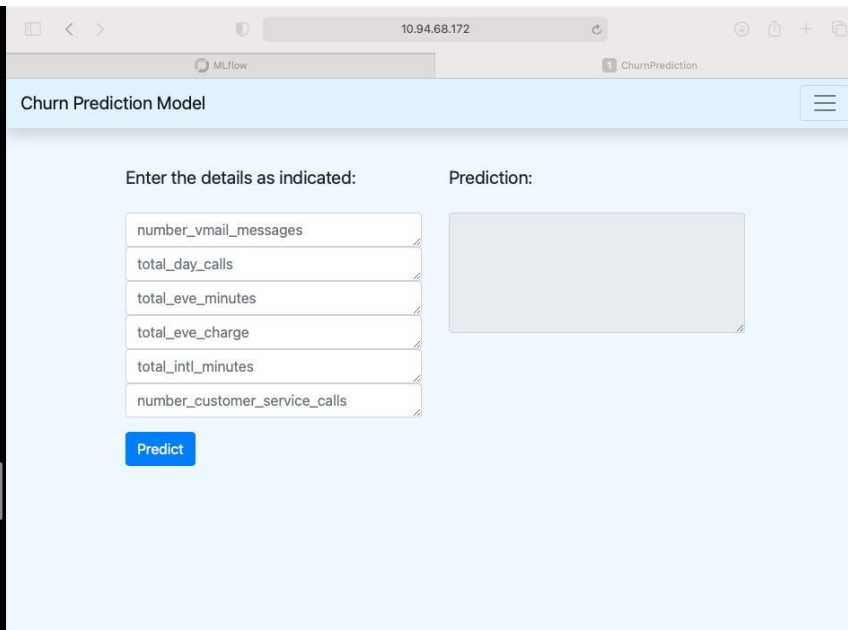 10.94.68.172
MLflow
1 ChurnPrediction
Churn Prediction Model
Enter the details as indicated:
Prediction:
number_vmail_messages
total_day_calls
total_eve_minutes
total_eve_charge
total_intl_minutes
number_customer_service_calls
Predict